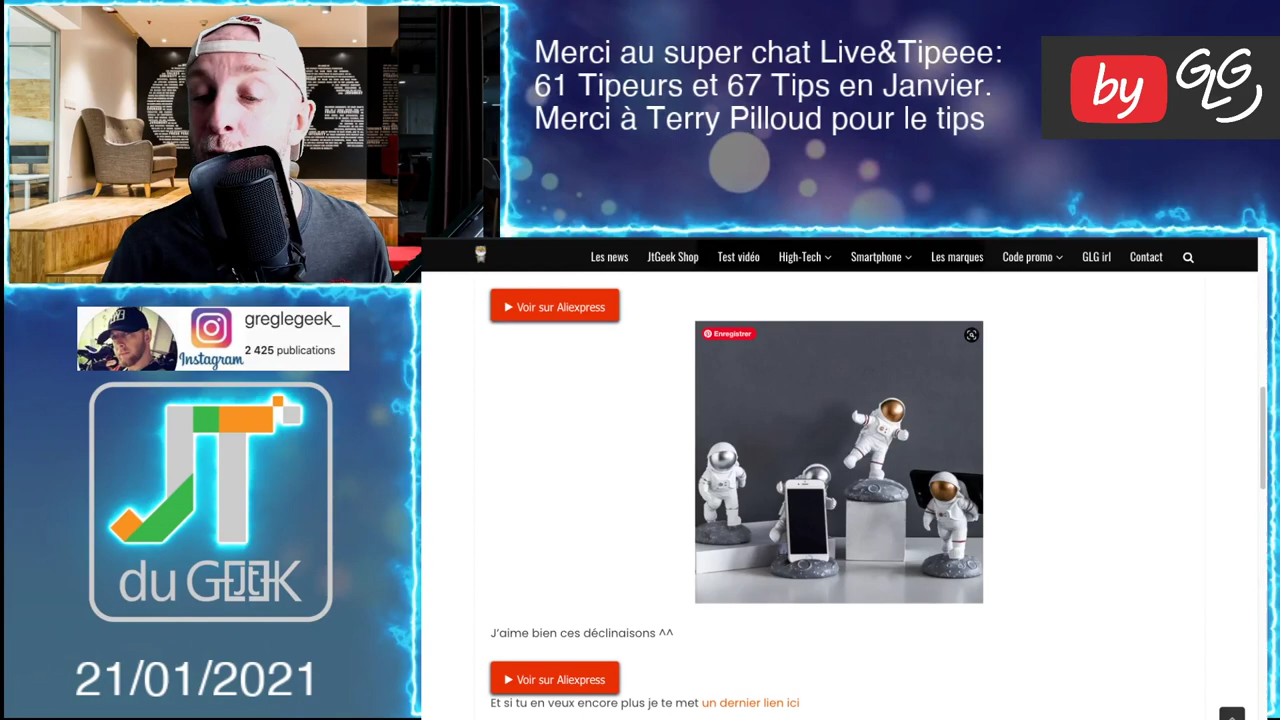 Merci au super chat Live&Tipeee:
61 Tipeurs et 67 Tips en Janvier.
Merci à Terry Pilloud pour le tips
by GLG
Les news JtGeek Shop Test vidéo High-Tech Smartphone Les marques Code promo GLG irl Contact
Voir sur Aliexpress
Enregistrer
greglegeek_
Instagram
2 425 publications
JT
du GEEK
21/01/2021
J'aime bien ces déclinaisons ^^
Voir sur Aliexpress
Et si tu en veux encore plus je te met un dernier lien ici